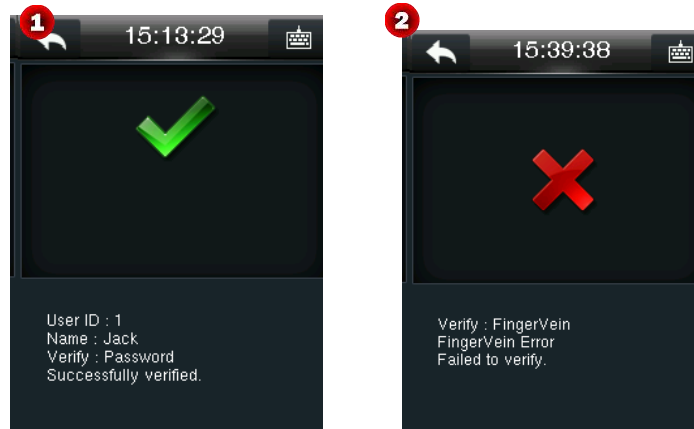 1
15:13:29
User ID : 1
Name : Jack
Verify : Password
Successfully verified.
2
15:39:38
Verify : FingerVein
FingerVein Error
Failed to verify.